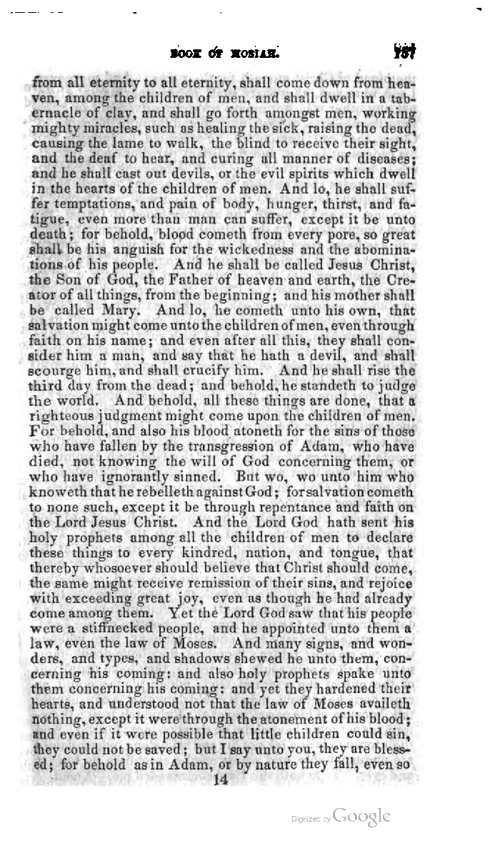 BOOK OF MOSIAH. 157
from all eternity to all eternity, shall come down from hea-
ven, among the children of men, and shall dwell in a tab-
ernacle of clay, and shall go forth amongst men, working
mighty miracles, such as healing the sick, raising the dead,
causing the lame to walk, the blind to receive their sight,
and the deaf to hear, and curing all manner of diseases;
and he shall cast out devils, or the evil spirits which dwell
in the hearts of the children of men. And lo, he shall suf-
fer temptations, and pain of body, hunger, thirst, and fa-
tigue, even more than man can suffer, except it be unto
death; for behold, blood cometh from every pore, so great
shall be his anguish for the wickedness and the abomina-
tions of his people. And he shall be called Jesus Christ,
the Son of God, the Father of heaven and earth, the Cre-
ator of all things, from the beginning; and his mother shall
be called Mary. And lo, he cometh unto his own, that
salvation might come unto the children of men, even through
faith on his name; and even after all this, they shall con-
sider him a man, and say that he hath a devil, and shall
scourge him, and shall crucify him. And he shall rise the
third day from the dead; and behold, he standeth to judge
the world. And behold, all these things are done, that a
righteous judgment might come upon the children of men.
For behold, and also his blood atoneth for the sins of those
who have fallen by the transgression of Adam, who have
died, not knowing the will of God concerning them, or
who have ignorantly sinned. But wo, wo unto him who
knoweth that he rebelleth against God; for salvation cometh
to none such, except it be through repentance and faith on
the Lord Jesus Christ. And the Lord God hath sent his
holy prophets among all the children of men to declare
these things to every kindred, nation, and tongue, that
thereby whosoever should believe that Christ should come,
the same might receive remission of their sins, and rejoice
with exceeding great joy, even as though he had already
come among them. Yet the Lord God saw that his people
were a stiffnecked people, and he appointed unto them a
law, even the law of Moses. And many signs, and won-
ders, and types, and shadows shewed he unto them, con-
cerning his coming: and also holy prophets spake unto
them concerning his coming: and yet they hardened their
hearts, and understood not that the law of Moses availeth
nothing, except it were through the atonement of his blood;
and even if it were possible that little children could sin,
they could not be saved; but I say unto you, they are bless-
ed; for behold as in Adam, or by nature they fall, even so
14
Digitized by Google